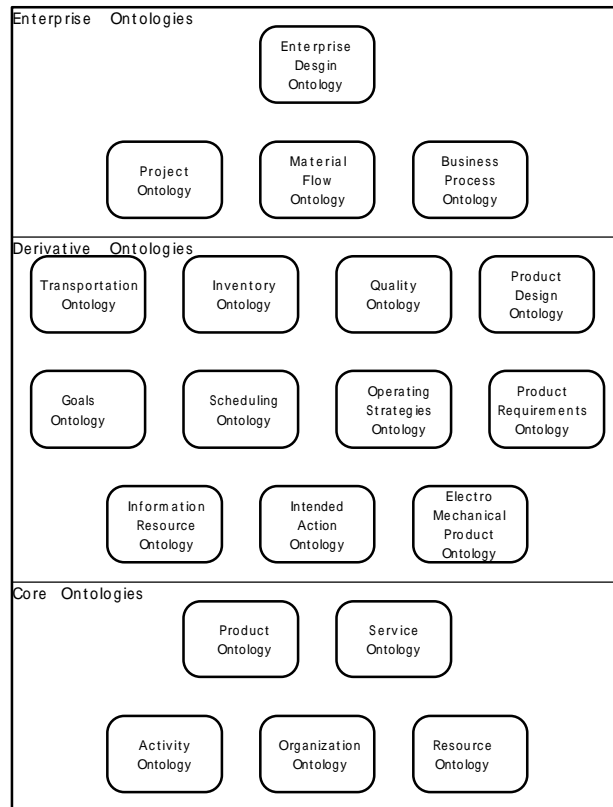 Enterprise Ontologies
Enterprise
Desgin
Ontology
Project
Ontology
Material
Flow
Ontology
Business
Process
Ontology
Derivative Ontologies
Transportation
Ontology
Inventory
Ontology
Quality
Ontology
Product
Design
Ontology
Goals
Ontology
Scheduling
Ontology
Operating
Strategies
Ontology
Product
Requirements
Ontology
Information
Resource
Ontology
Intended
Action
Ontology
Electro
Mechanical
Product
Ontology
Core Ontologies
Product
Ontology
Service
Ontology
Activity
Ontology
Organization
Ontology
Resource
Ontology